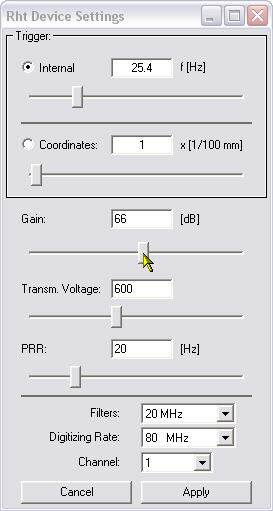 Rht Device Settings
Trigger:
Internal 25.4 f [Hz]
Coordinates: 1 x [1/100 mm]
Gain: 66 [dB]
Transm. Voltage: 600
PRR: 20 [Hz]
Filters: 20 MHz
Digitizing Rate: 80 MHz
Channel: 1
Cancel Apply